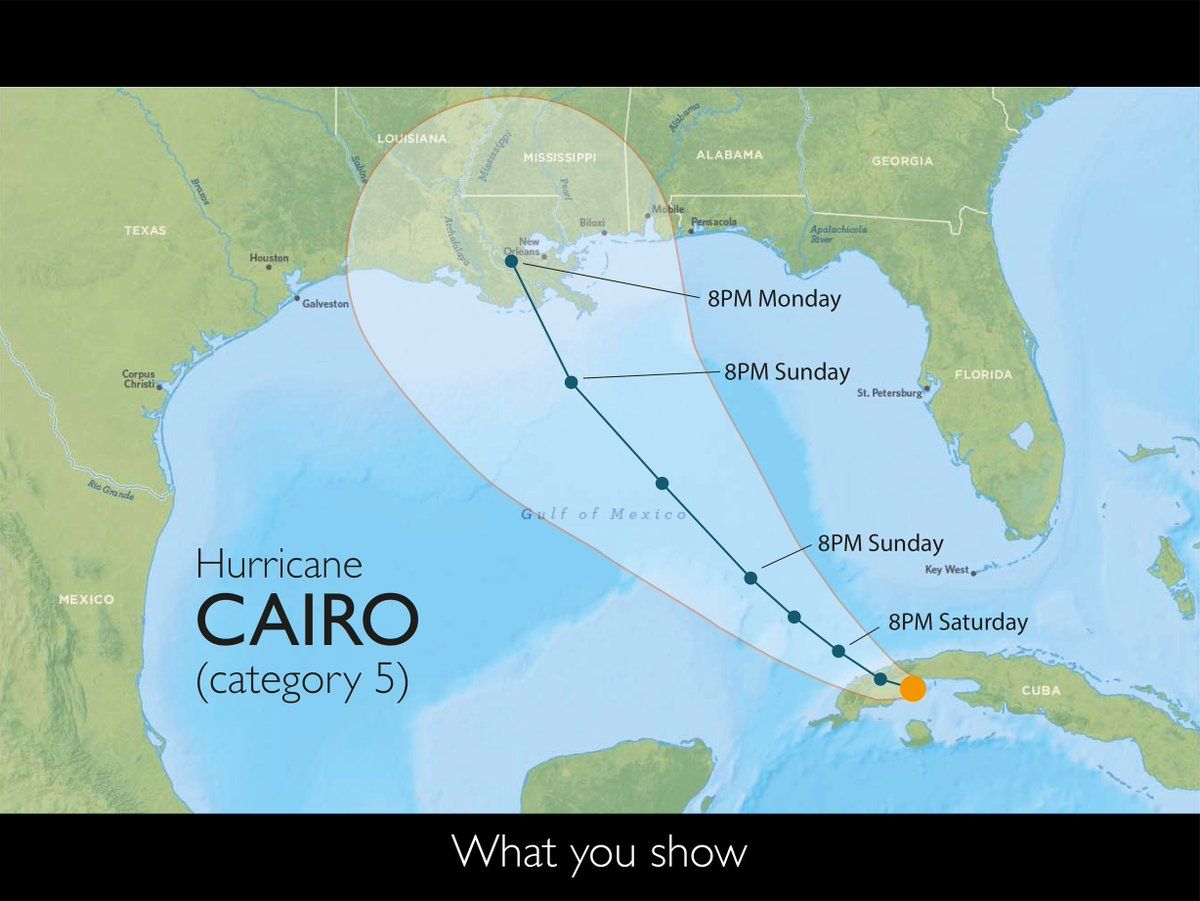 LOUISIANA
Mississippi
MISSISSIPPI
Alabama
ALABAMA
GEORGIA
Sabine
Brazos
Pearl
TEXAS
Atchafalaya
Biloxi
Mobile
Pensacola
Apalachicola
River
New
Orleans
Houston
Galveston
8PM Monday
Corpus
Christi
8PM Sunday
FLORIDA
St. Petersburg
Rio Grande
Gulf of Mexico
8PM Sunday
Key West
Hurricane
CAIRO
(category 5)
MEXICO
8PM Saturday
CUBA
What you show